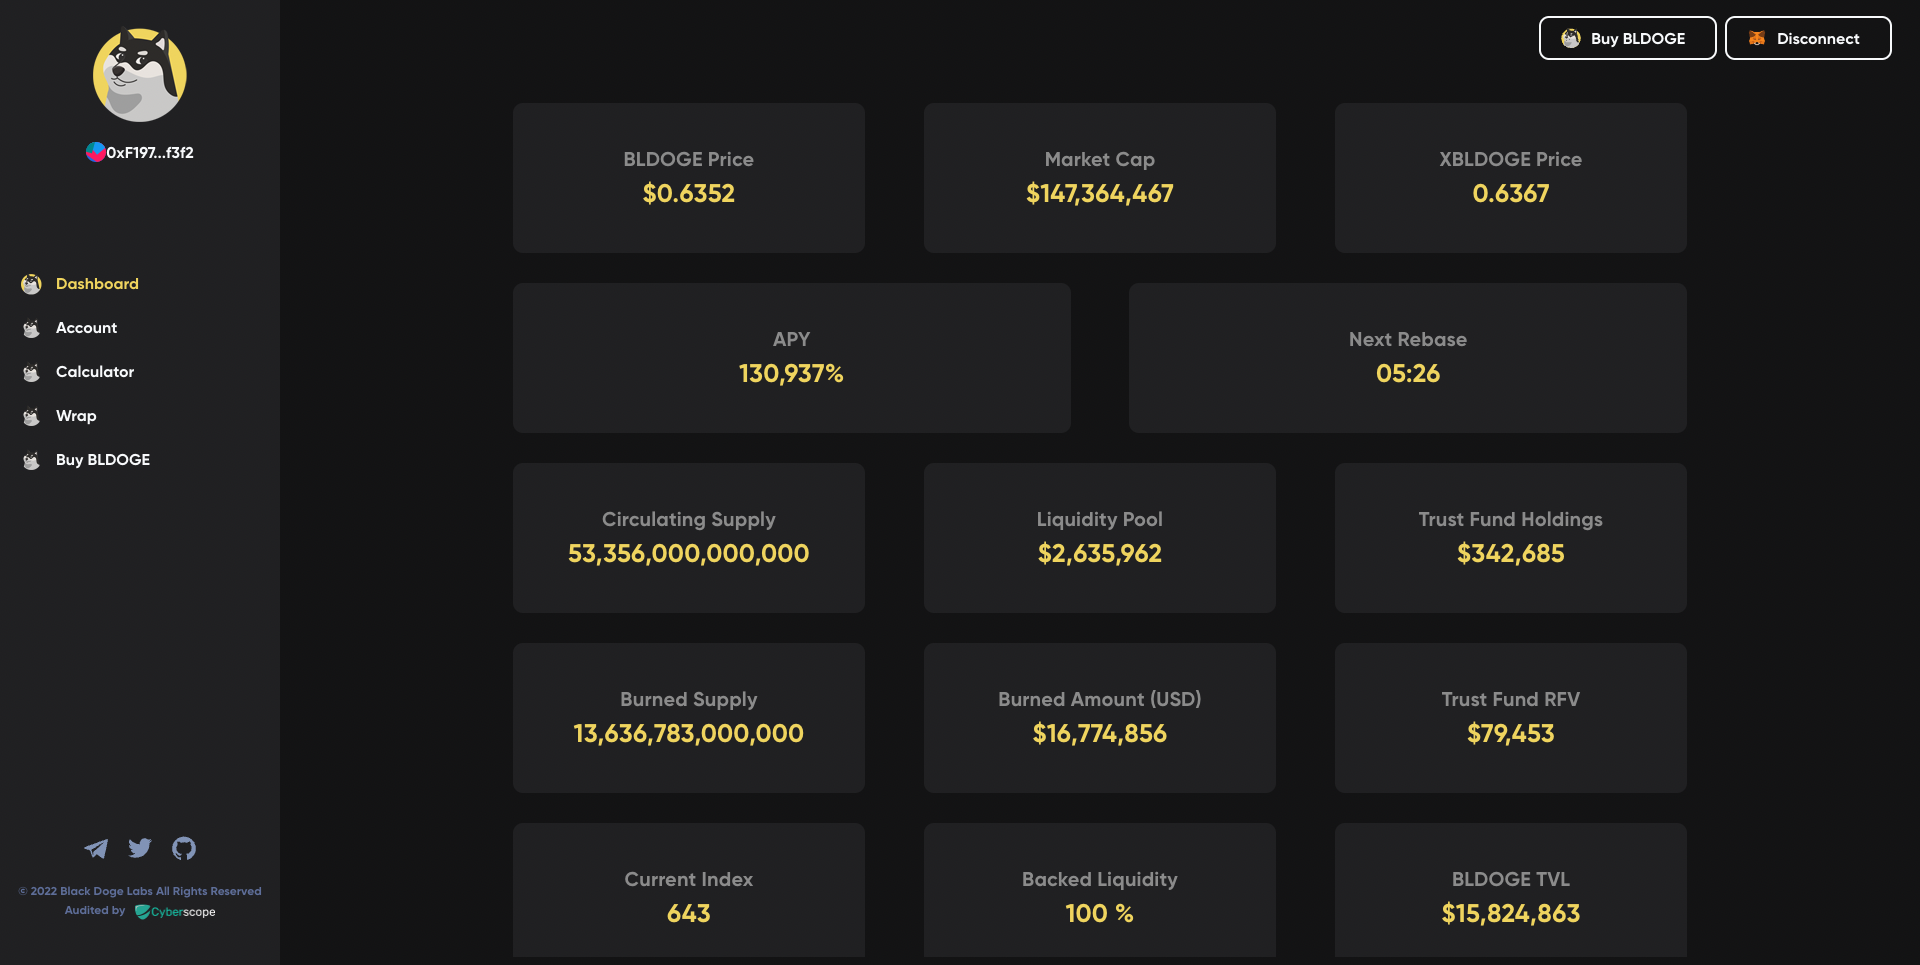 Buy BLDOGE
Disconnect
0xF197...f3f2
Dashboard
Account
Calculator
Wrap
Buy BLDOGE
BLDOGE Price
$0.6352
Market Cap
$147,364,467
XBLDOGE Price
0.6367
APY
130,937%
Next Rebase
05:26
Circulating Supply
53,356,000,000,000
Liquidity Pool
$2,635,962
Trust Fund Holdings
$342,685
Burned Supply
13,636,783,000,000
Burned Amount (USD)
$16,774,856
Trust Fund RFV
$79,453
Current Index
643
Backed Liquidity
100 %
BLDOGE TVL
$15,824,863
© 2022 Black Doge Labs All Rights Reserved
Audited by Cyberscope